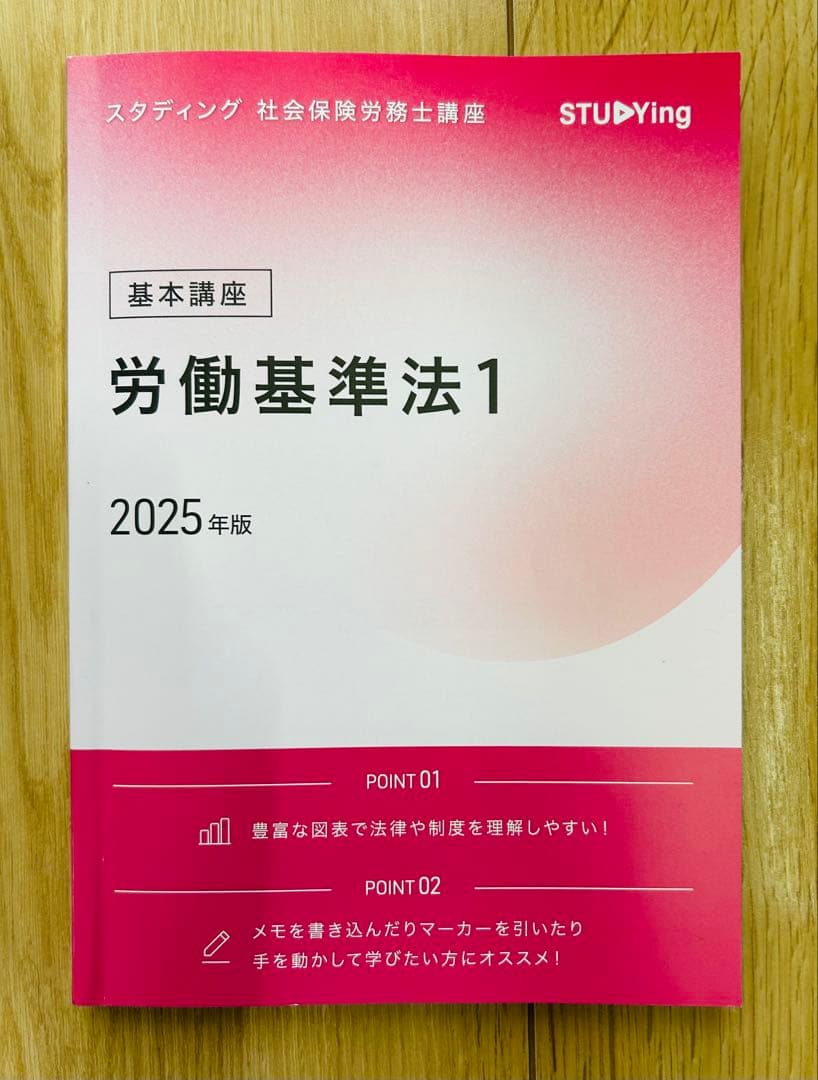 スタディング 社会保険労務士講座
STUDYing
基本講座
労働基準法1
2025年版
POINT 01
豊富な図表で法律や制度を理解しやすい!
POINT 02
メモを書き込んだりマーカーを引いたり
手を動かして学びたい方にオススメ!